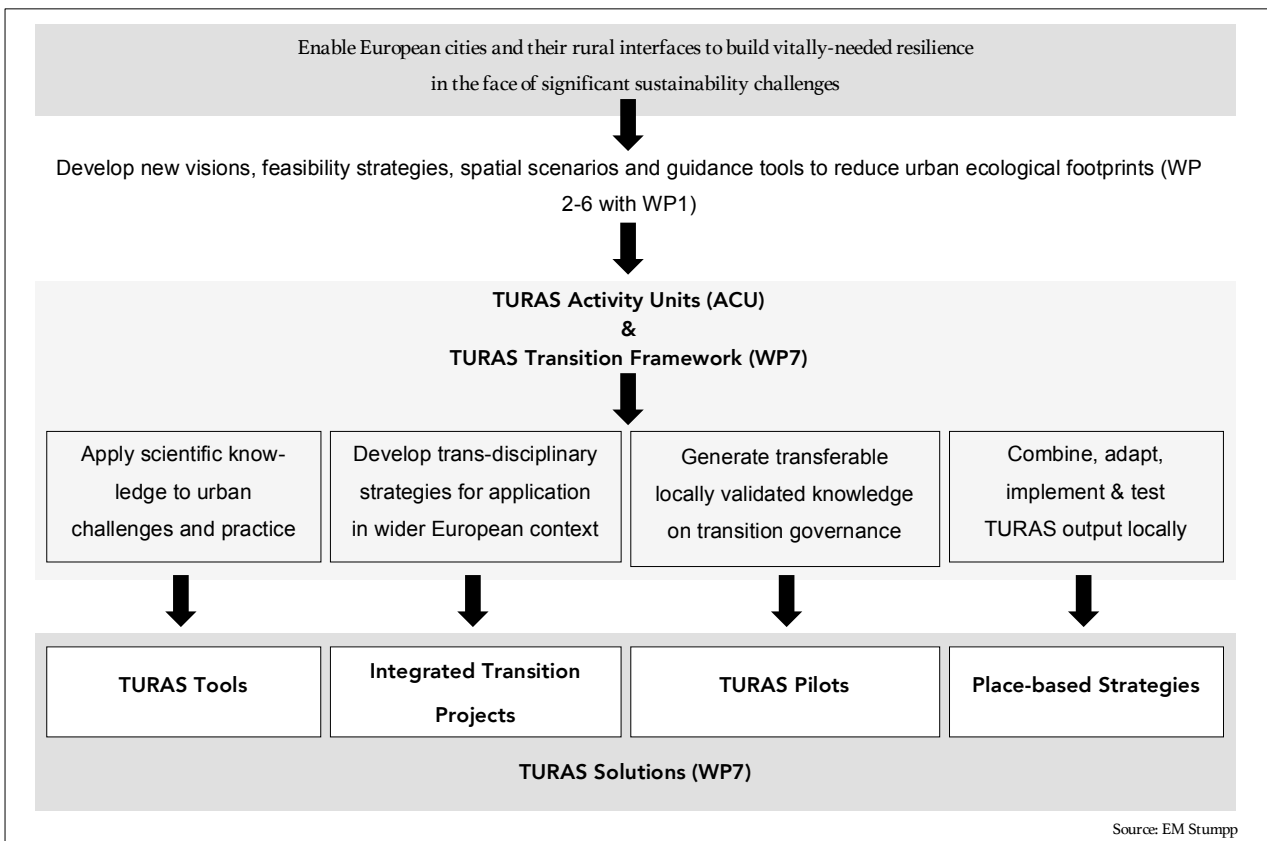 Enable European cities and their rural interfaces to build vitally-needed resilience
in the face of significant sustainability challenges
Develop new visions, feasibility strategies, spatial scenarios and guidance tools to reduce urban ecological footprints (WP
2-6 with WP1)
TURAS Activity Units (ACU)
&
TURAS Transition Framework (WP7)
Apply scientific know-
ledge to urban
challenges and practice
Develop trans-disciplinary
strategies for application
in wider European context
Generate transferable
locally validated knowledge
on transition governance
Combine, adapt,
implement & test
TURAS output locally
TURAS Tools
Integrated Transition
Projects
TURAS Pilots
Place-based Strategies
TURAS Solutions (WP7)
Source: EM Stumpp